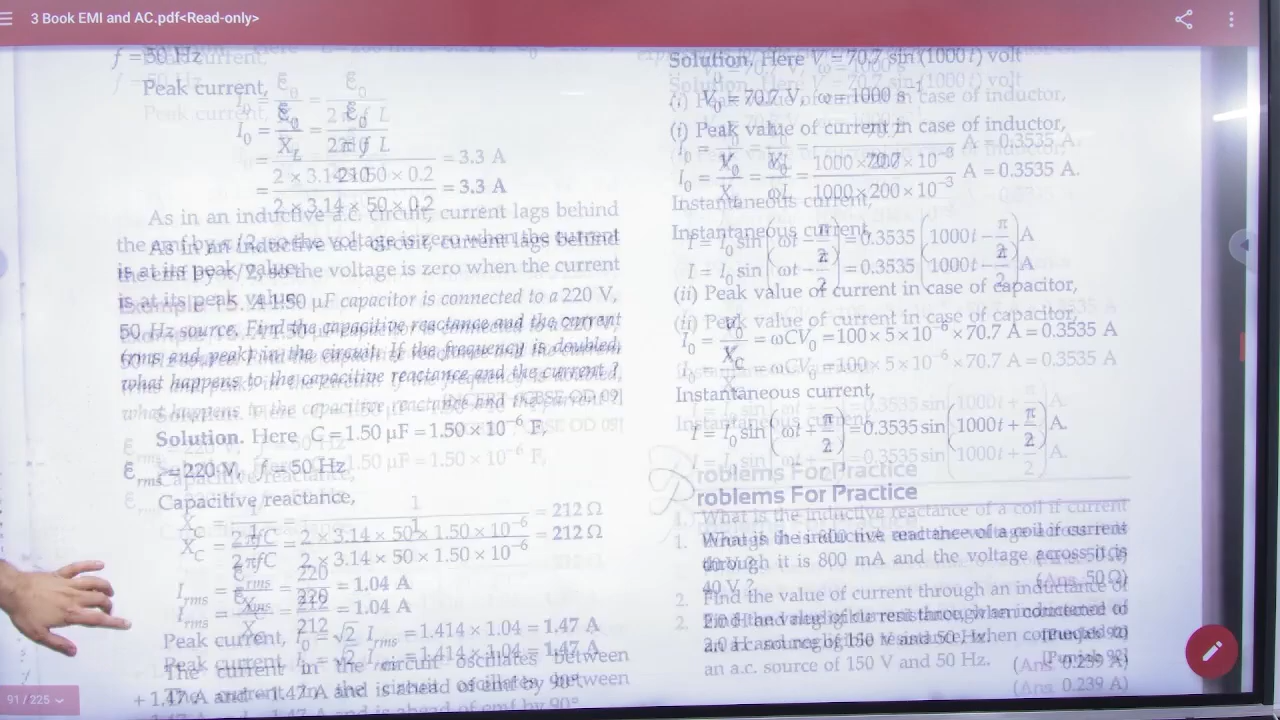 3 Book EMI and AC.pdf<Read-only>
f = 50 Hz
Peak current,
I₀ = ℰ₀/X_L = ℰ₀/2πf L
= 210/2 × 3.14 × 50 × 0.2 = 3.3 A
As in an inductive a.c. circuit, current lags behind
the emf by π/2, so the voltage is zero when the current
is at its peak value.
Example 15. A 1.50 μF capacitor is connected to a 220 V,
50 Hz source. Find the capacitive reactance and the current
(rms and peak) in the circuit. If the frequency is doubled,
what happens to the capacitive reactance and the current ?
OD 09]
Solution. Here C = 1.50 μF = 1.50 × 10⁻⁶ F,
ℰrms = 220 V, f = 50 Hz
Capacitive reactance,
X_C = 1/2πfC = 1/2 × 3.14 × 50 × 1.50 × 10⁻⁶ = 212 Ω
Irms = ℰrms/X_C = 220/212 = 1.04 A
Peak current, I₀ = √2 Irms = 1.414 × 1.04 = 1.47 A
The current in the circuit oscillates between
+ 1.47 A and − 1.47 A and is ahead of emf by 90°
91 / 225
Solution. Here V = 70.7 sin (1000 t) volt
V₀ = 70.7 V, ω = 1000 s⁻¹
(i) Peak value of current in case of inductor,
I₀ = V₀/X_L = V₀/ωL = 70.7/1000 × 200 × 10⁻³ A = 0.3535 A.
Instantaneous current,
I = I₀ sin (ωt − π/2) = 0.3535 (1000t − π/2) A
(ii) Peak value of current in case of capacitor,
I₀ = V₀/X_C = ωCV₀ = 100 × 5 × 10⁻⁶ × 70.7 A = 0.3535 A
Instantaneous current,
I = I₀ sin (ωt + π/2) = 0.3535 sin (1000t + π/2) A.
Problems For Practice
1. What is the inductive reactance of a coil if current
through it is 800 mA and the voltage across it is
40 V ? (Ans. 50 Ω)
2. Find the value of current through an inductance of
2.0 H and negligible resistance, when connected to
an a.c. source of 150 V and 50 Hz. [Punjab 92]
(Ans. 0.239 A)